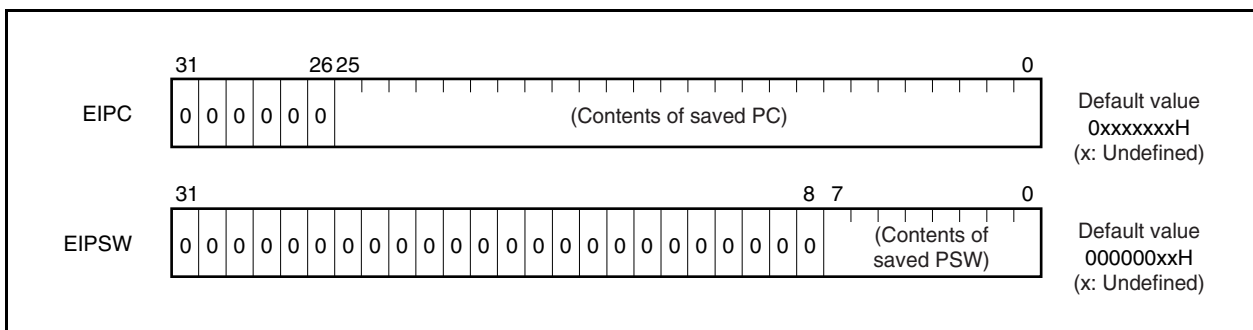 31 26 25 0
EIPC 0 0 0 0 0 0 (Contents of saved PC)
Default value
0xxxxxxxH
(x: Undefined)
31 8 7 0
EIPSW 0 0 0 0 0 0 0 0 0 0 0 0 0 0 0 0 0 0 0 0 0 0 0 0 (Contents of
saved PSW)
Default value
000000xxH
(x: Undefined)